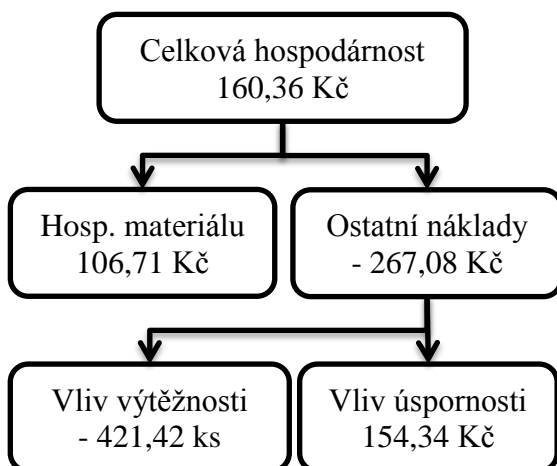 Celková hospodárnost
160,36 Kč
Hosp. materiálu
106,71 Kč
Ostatní náklady
- 267,08 Kč
Vliv výtěžnosti
- 421,42 ks
Vliv úspornosti
154,34 Kč